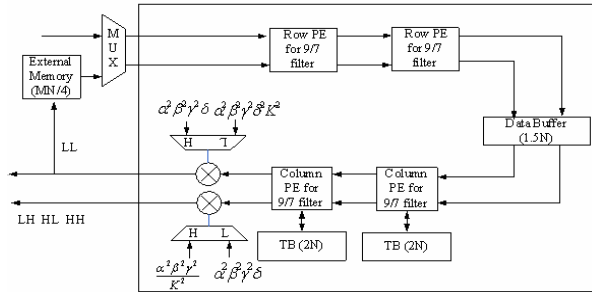 M
U
X
Row PE
for 9/7
filter
Row PE
for 9/7
filter
External
Memory
(MN/4)
α²β²γ²δ
α²β²γ²δ²K²
Data Buffer
(1.5N)
H
L
LL
Column
PE for
9/7 filter
Column
PE for
9/7 filter
LH HL HH
H
L
TB (2N)
TB (2N)
α²β²γ²
K²
α²β²γ²δ